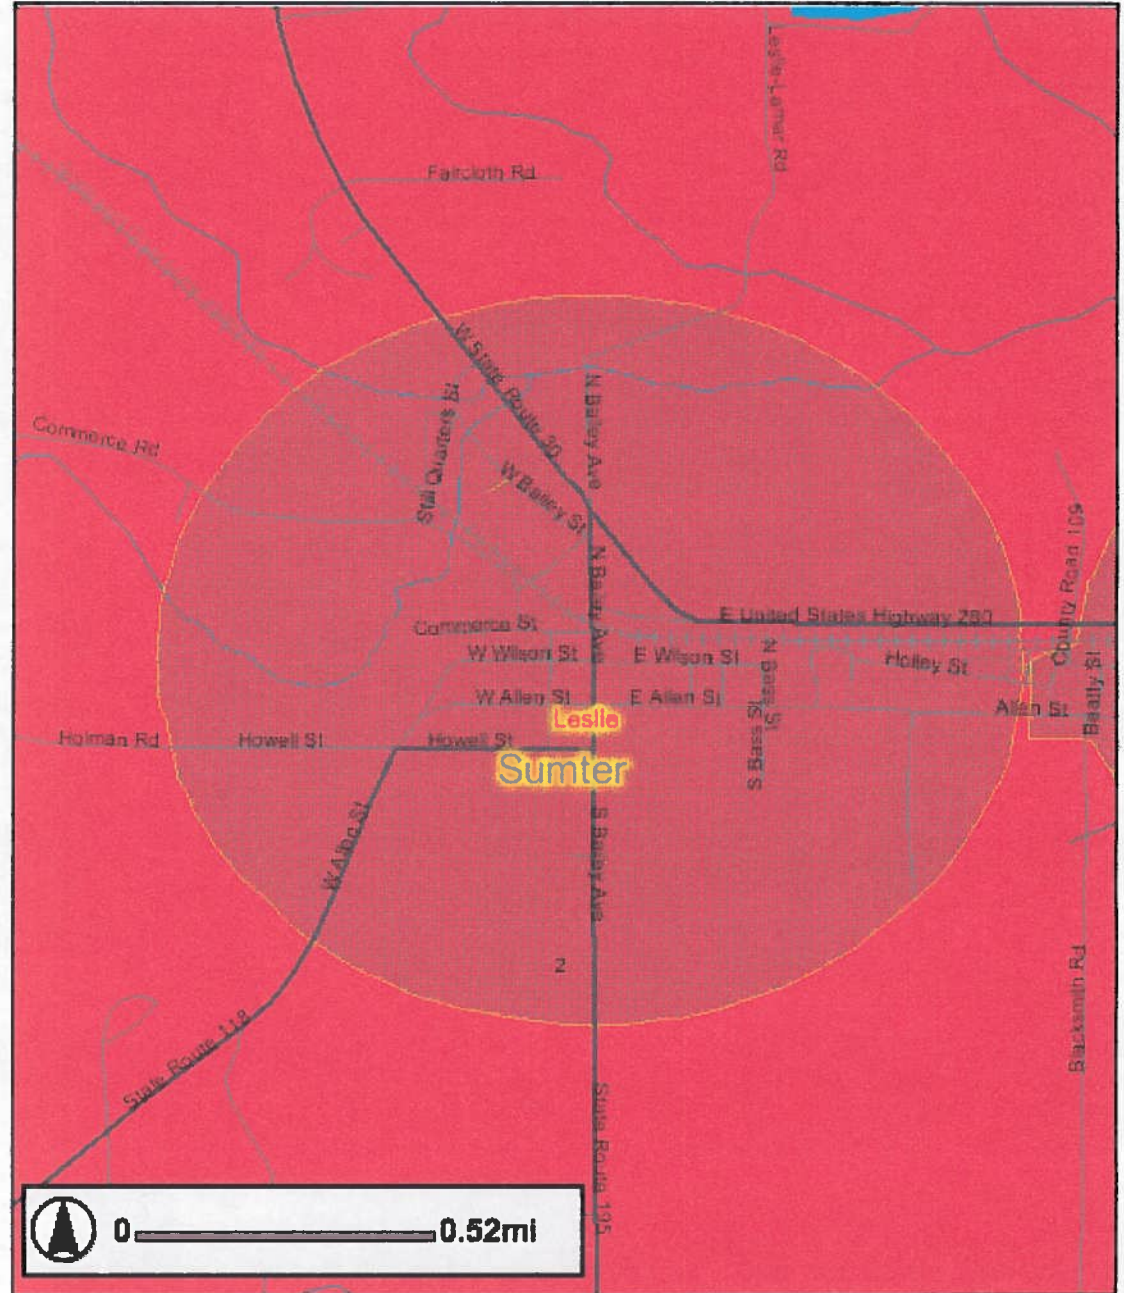 Leslie-Lamar Rd
Faircloth Rd
W State Route 30
N Bailey Ave
Still Quarters St
Commerce Rd
W Bailey St
County Road 109
N Bailey Ave
E United States Highway 280
Commerce St
W Wilson St
E Wilson St
N Bass St
Holley St
Beatty St
W Allen St
E Allen St
Allen St
Leslie
S Bass St
Holman Rd
Howell St
Howell St
Sumter
S Bailey Ave
2
Blacksmith Rd
State Route 118
State Route 195
0
0.52mi